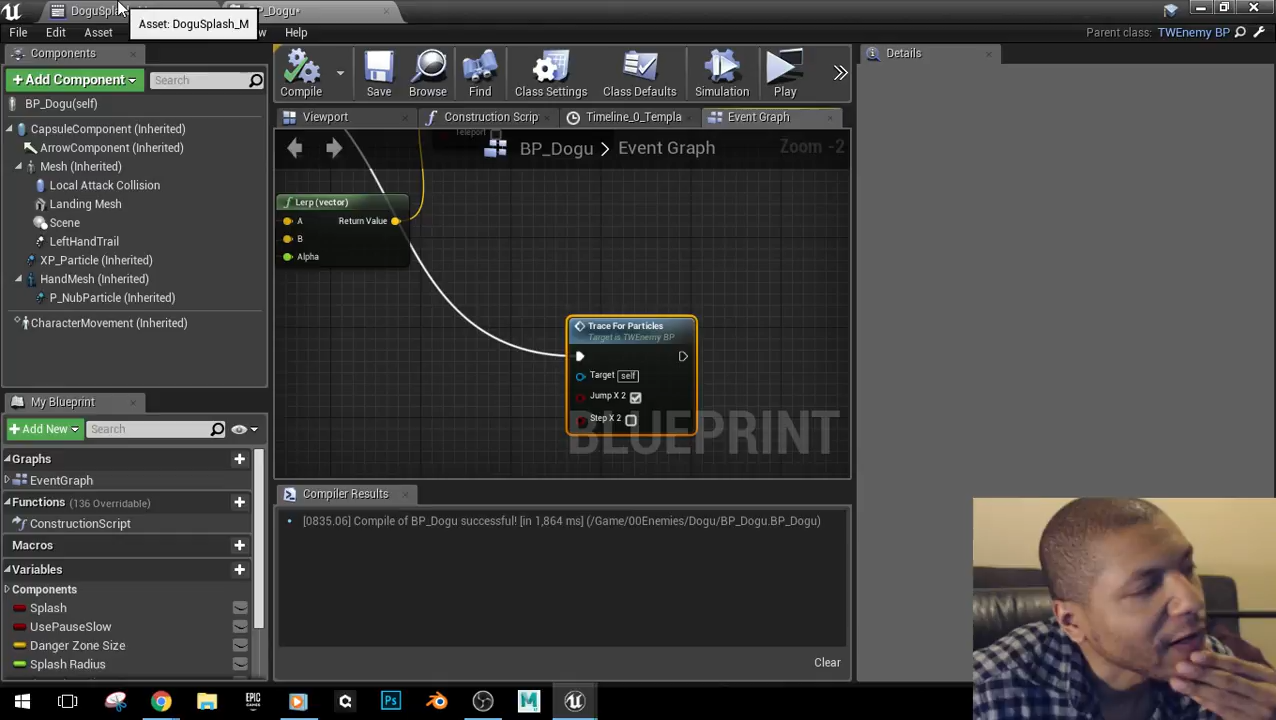 DoguSplash_M
BP_Dogu*
Asset: DoguSplash_M
File Edit Asset Help
Parent class: TWEnemy BP
Components
Add Component Search
BP_Dogu(self)
CapsuleComponent (Inherited)
ArrowComponent (Inherited)
Mesh (Inherited)
Local Attack Collision
Landing Mesh
Scene
LeftHandTrail
XP_Particle (Inherited)
HandMesh (Inherited)
P_NubParticle (Inherited)
CharacterMovement (Inherited)
My Blueprint
Add New Search
Graphs
EventGraph
Functions (136 Overridable)
ConstructionScript
Macros
Variables
Components
Splash
UsePauseSlow
Danger Zone Size
Splash Radius
Compile Save Browse Find Class Settings Class Defaults Simulation Play
Viewport Construction Scrip Timeline_0_Templa Event Graph
Teleport
BP_Dogu > Event Graph Zoom -2
Lerp (vector)
A Return Value
B
Alpha
Trace For Particles
Target is TWEnemy BP
Target self
Jump X 2
Step X 2
BLUEPRINT
Compiler Results
[0835.06] Compile of BP_Dogu successful! [in 1,864 ms] (/Game/00Enemies/Dogu/BP_Dogu.BP_Dogu)
Clear
Details
EPIC
GAMES
Ps
M